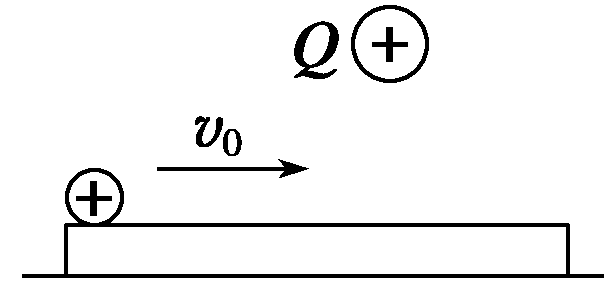 Q +
v₀
+